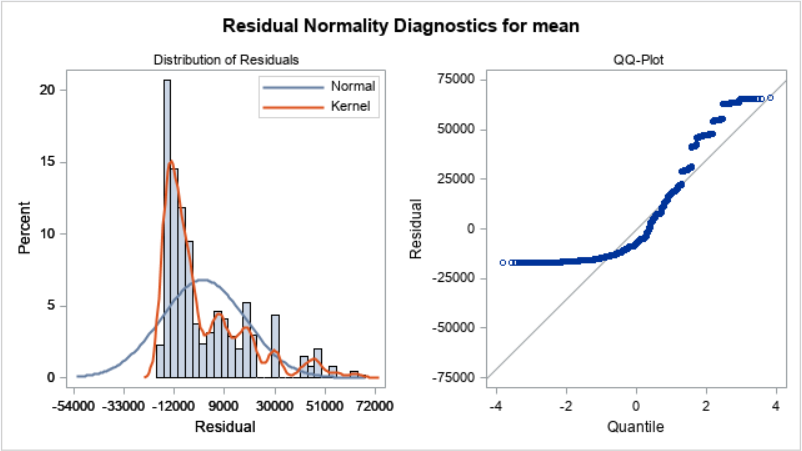 Residual Normality Diagnostics for mean
Distribution of Residuals
Normal
Kernel
Percent
20
15
10
5
0
-54000 -33000 -12000 9000 30000 51000 72000
Residual
QQ-Plot
Residual
75000
50000
25000
0
-25000
-50000
-75000
-4 -2 0 2 4
Quantile